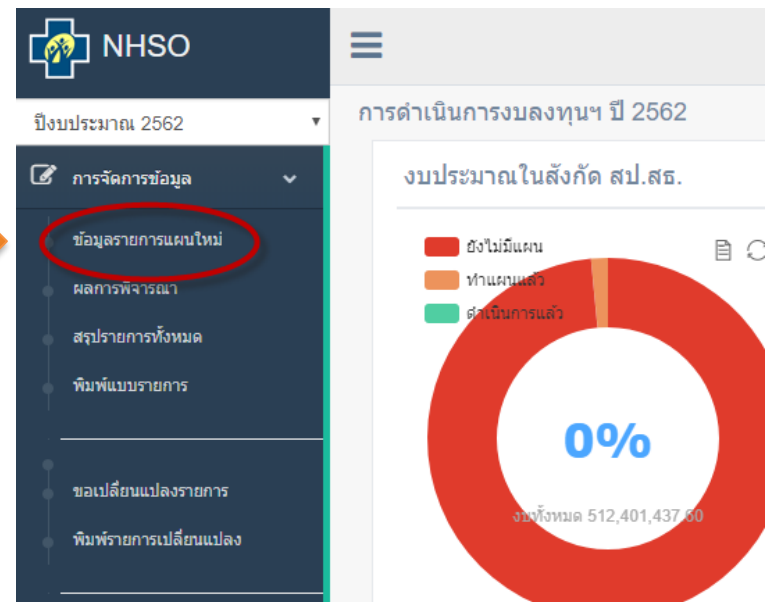 NHSO
ปีงบประมาณ 2562
การจัดการข้อมูล
ข้อมูลรายการแผนใหม่
ผลการพิจารณา
สรุปรายการทั้งหมด
พิมพ์แบบรายการ
ขอเปลี่ยนแปลงรายการ
พิมพ์รายการเปลี่ยนแปลง
การดำเนินการงบลงทุนฯ ปี 2562
งบประมาณในสังกัด สป.สธ.
ยังไม่มีแผน
ทำแผนแล้ว
ดำเนินการแล้ว
0%
งบทั้งหมด 512,401,437.60